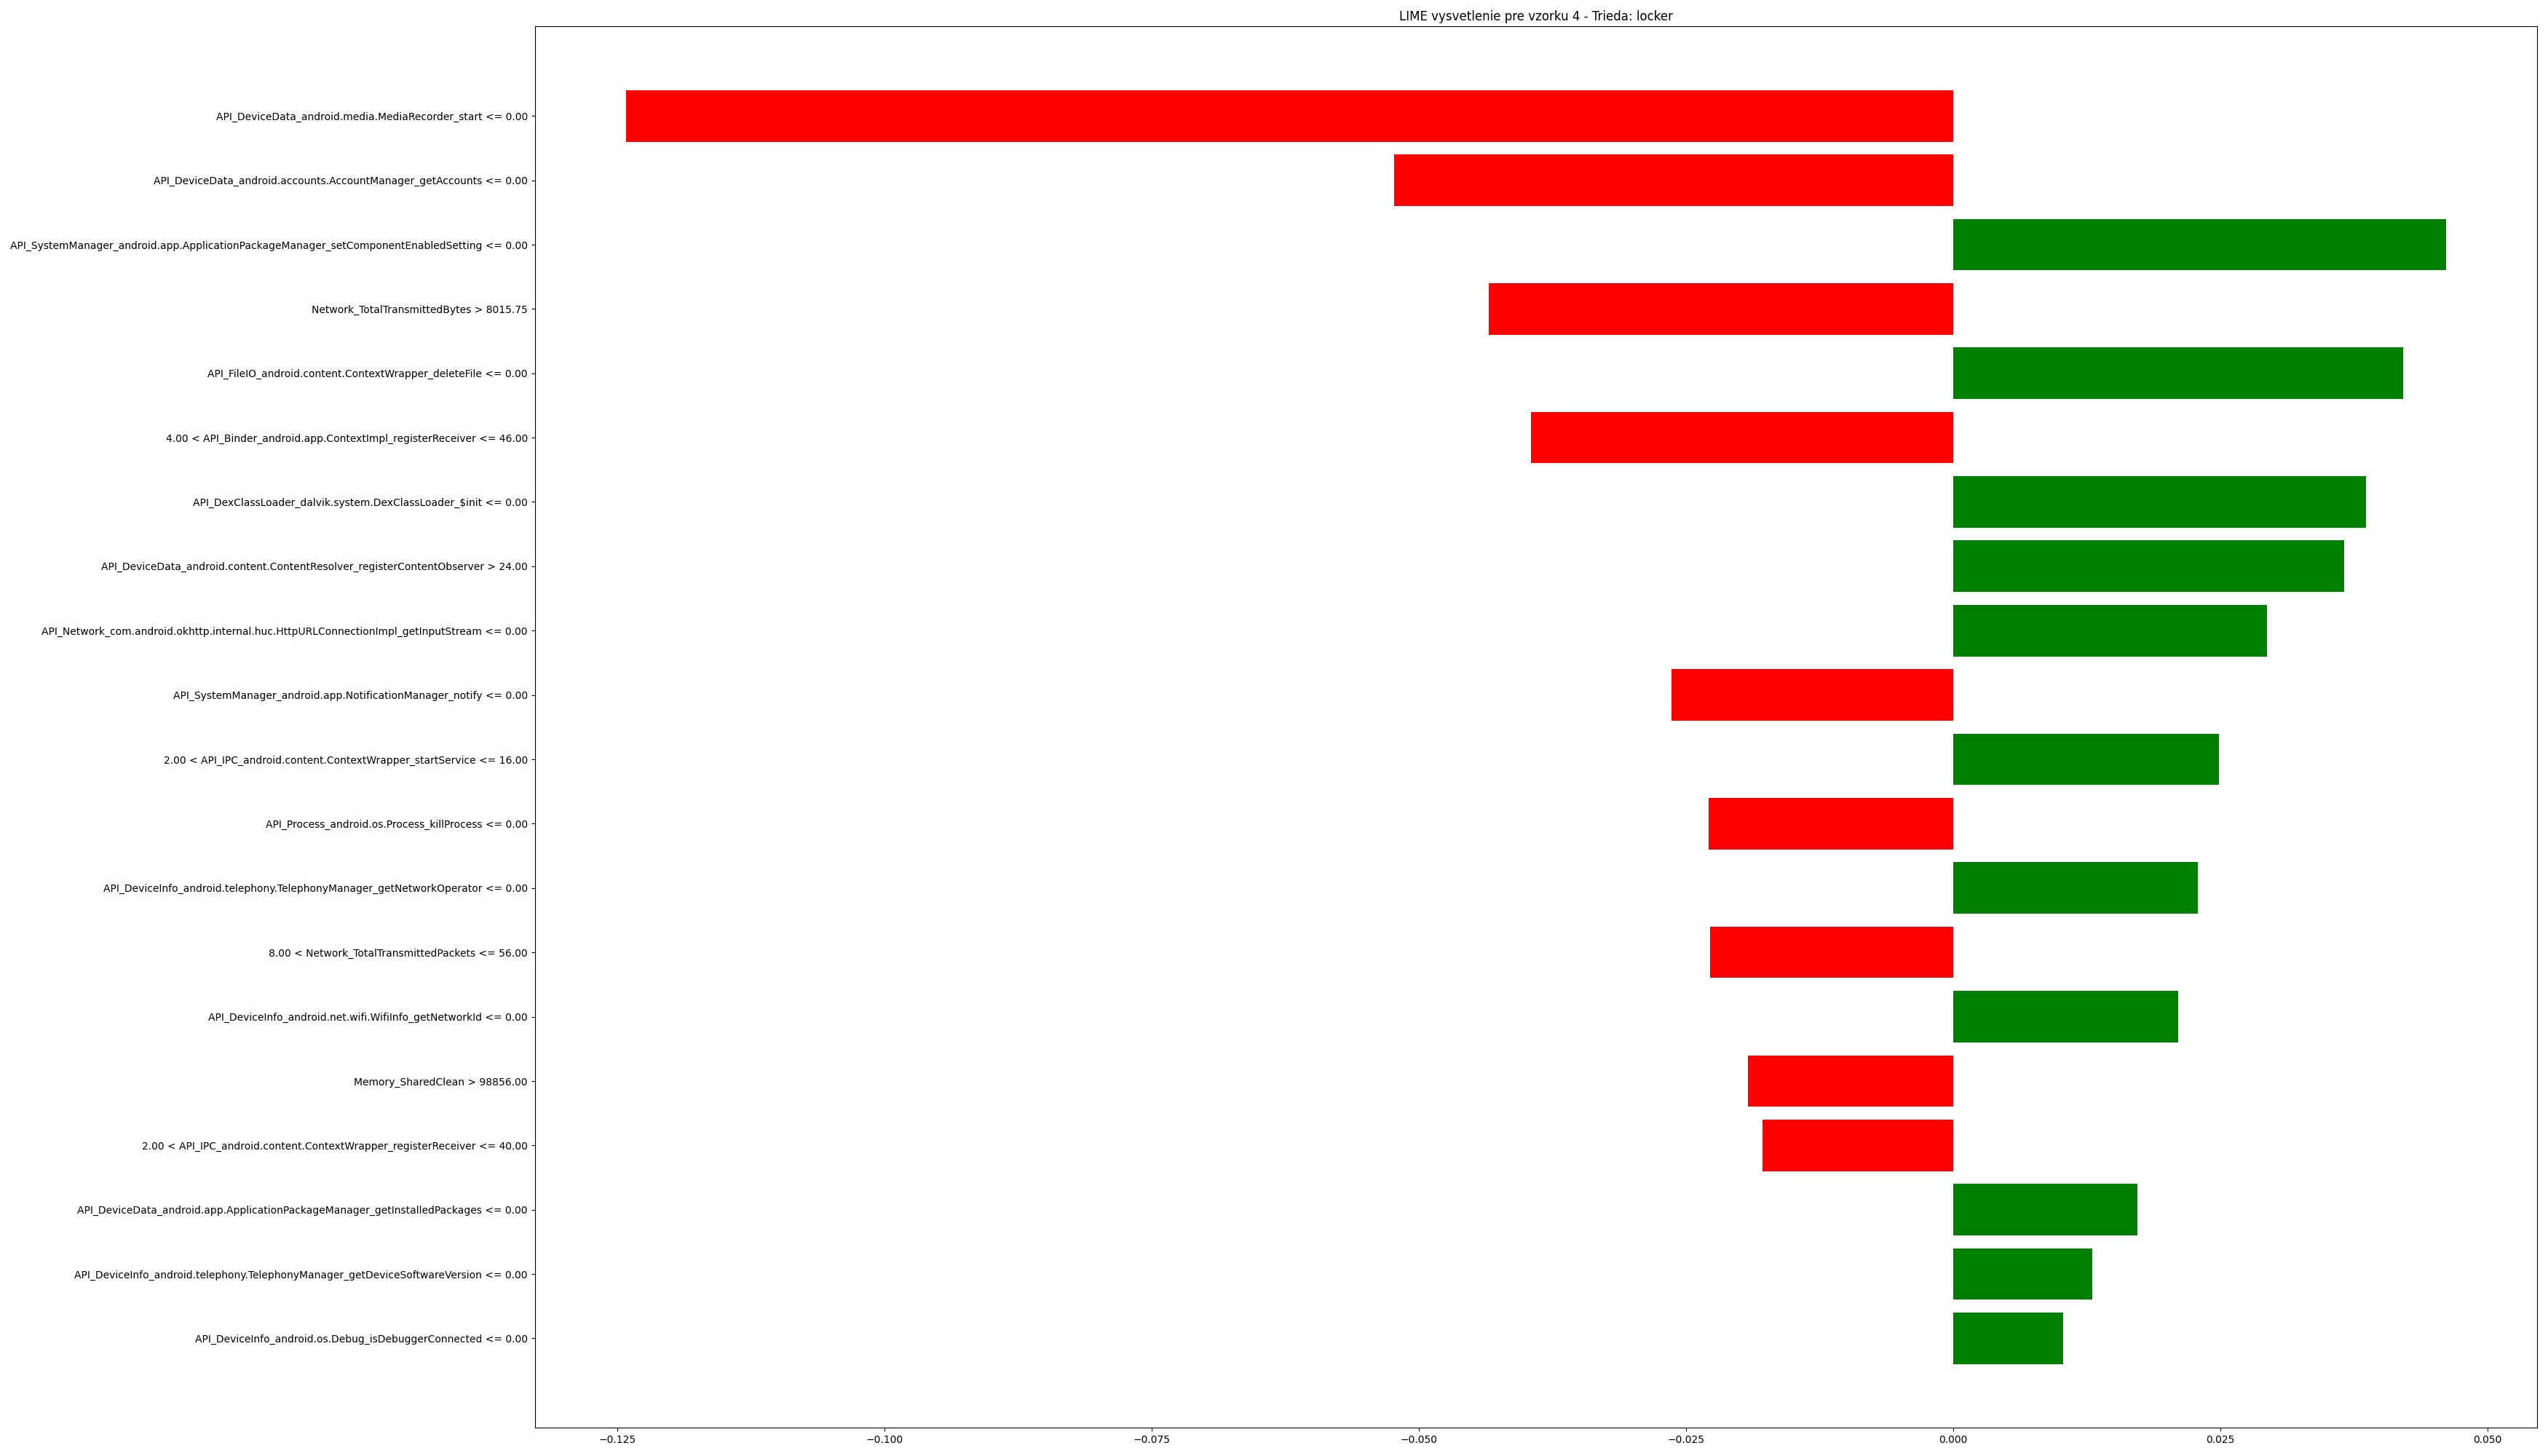 LIME vysvetlenie pre vzorku 4 - Trieda: locker
API_DeviceData_android.media.MediaRecorder_start <= 0.00
API_DeviceData_android.accounts.AccountManager_getAccounts <= 0.00
API_SystemManager_android.app.ApplicationPackageManager_setComponentEnabledSetting <= 0.00
Network_TotalTransmittedBytes > 8015.75
API_FileIO_android.content.ContextWrapper_deleteFile <= 0.00
4.00 < API_Binder_android.app.ContextImpl_registerReceiver <= 46.00
API_DexClassLoader_dalvik.system.DexClassLoader_$init <= 0.00
API_DeviceData_android.content.ContentResolver_registerContentObserver > 24.00
API_Network_com.android.okhttp.internal.huc.HttpURLConnectionImpl_getInputStream <= 0.00
API_SystemManager_android.app.NotificationManager_notify <= 0.00
2.00 < API_IPC_android.content.ContextWrapper_startService <= 16.00
API_Process_android.os.Process_killProcess <= 0.00
API_DeviceInfo_android.telephony.TelephonyManager_getNetworkOperator <= 0.00
8.00 < Network_TotalTransmittedPackets <= 56.00
API_DeviceInfo_android.net.wifi.WifiInfo_getNetworkId <= 0.00
Memory_SharedClean > 98856.00
2.00 < API_IPC_android.content.ContextWrapper_registerReceiver <= 40.00
API_DeviceData_android.app.ApplicationPackageManager_getInstalledPackages <= 0.00
API_DeviceInfo_android.telephony.TelephonyManager_getDeviceSoftwareVersion <= 0.00
API_DeviceInfo_android.os.Debug_isDebuggerConnected <= 0.00
−0.125 −0.100 −0.075 −0.050 −0.025 0.000 0.025 0.050